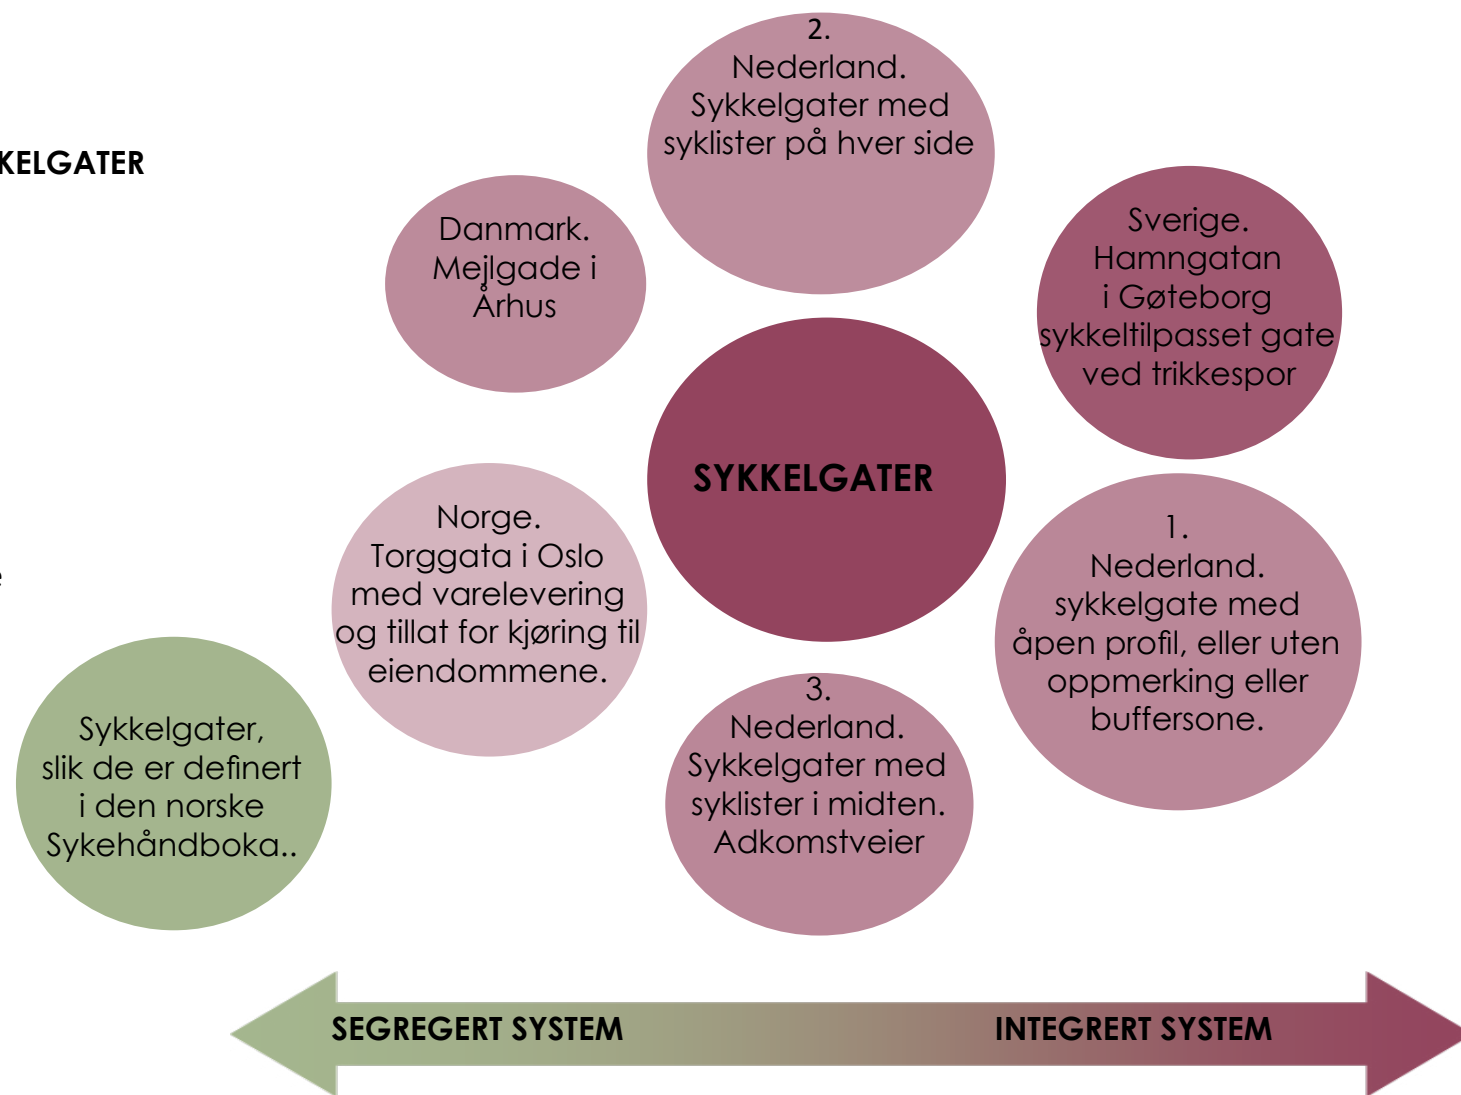 KELGATER
2.
Nederland.
Sykkelgater med
syklister på hver side
Danmark.
Mejlgade i
Århus
Sverige.
Hamngatan
i Gøteborg
sykkeltilpasset gate
ved trikkespor
SYKKELGATER
Norge.
Torggata i Oslo
med varelevering
og tillat for kjøring til
eiendommene.
1.
Nederland.
sykkelgate med
åpen profil, eller uten
oppmerking eller
buffersone.
e
Sykkelgater,
slik de er definert
i den norske
Sykehåndboka..
3.
Nederland.
Sykkelgater med
syklister i midten.
Adkomstveier
SEGREGERT SYSTEM
INTEGRERT SYSTEM